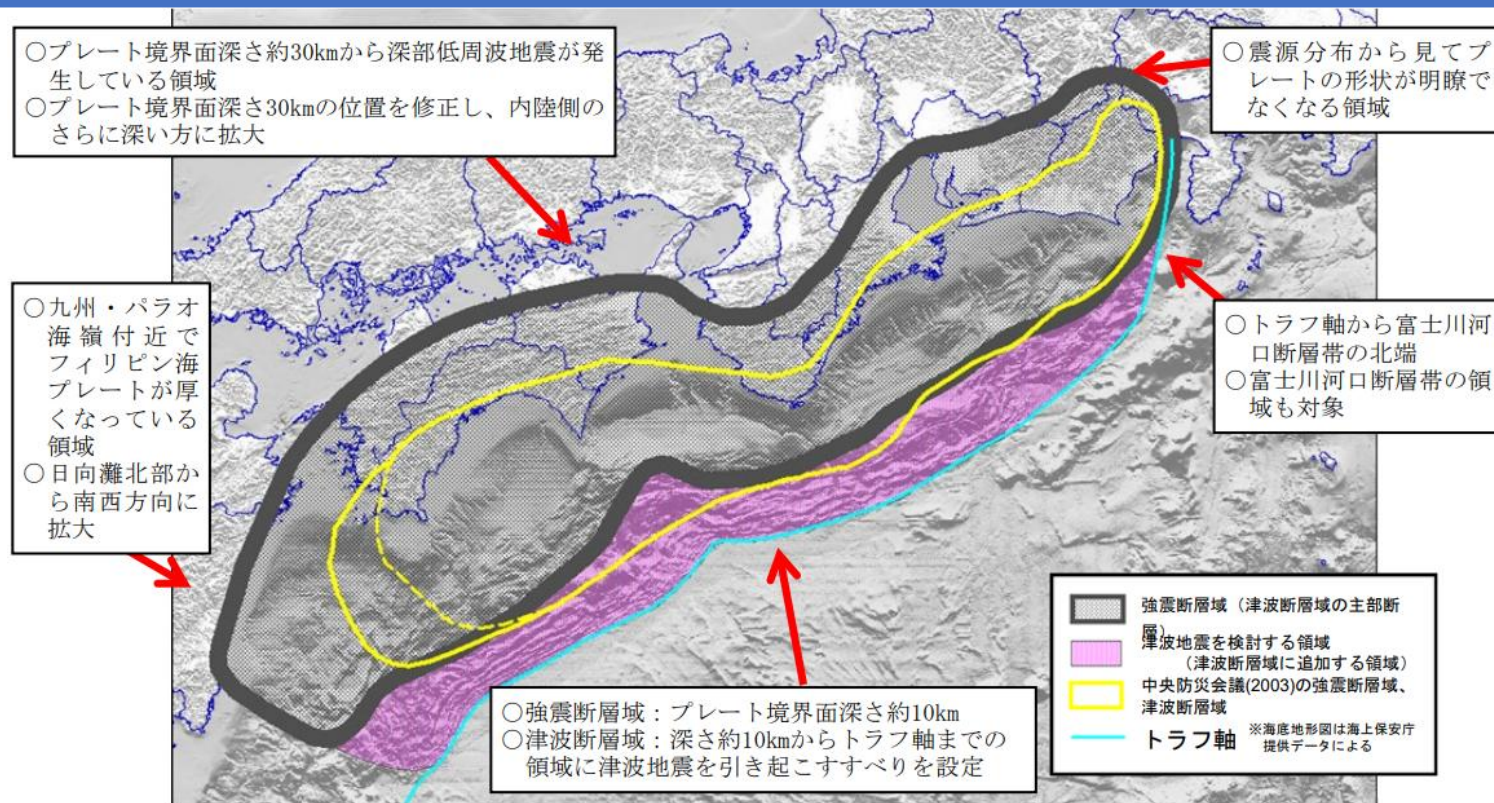 ○プレート境界面深さ約30kmから深部低周波地震が発
生している領域
○プレート境界面深さ30kmの位置を修正し、内陸側の
さらに深い方に拡大
○震源分布から見てプ
レートの形状が明瞭で
なくなる領域
○九州・パラオ
海嶺付近で
フィリピン海
プレートが厚
くなっている
領域
○日向灘北部か
ら南西方向に
拡大
○トラフ軸から富士川河
口断層帯の北端
○富士川河口断層帯の領
域も対象
○強震断層域：プレート境界面深さ約10km
○津波断層域：深さ約10kmからトラフ軸までの
領域に津波地震を引き起こすすべりを設定
強震断層域（津波断層域の主部断
層）
津波地震を検討する領域
（津波断層域に追加する領域）
中央防災会議(2003)の強震断層域、
津波断層域
トラフ軸 ※海底地形図は海上保安庁
提供データによる